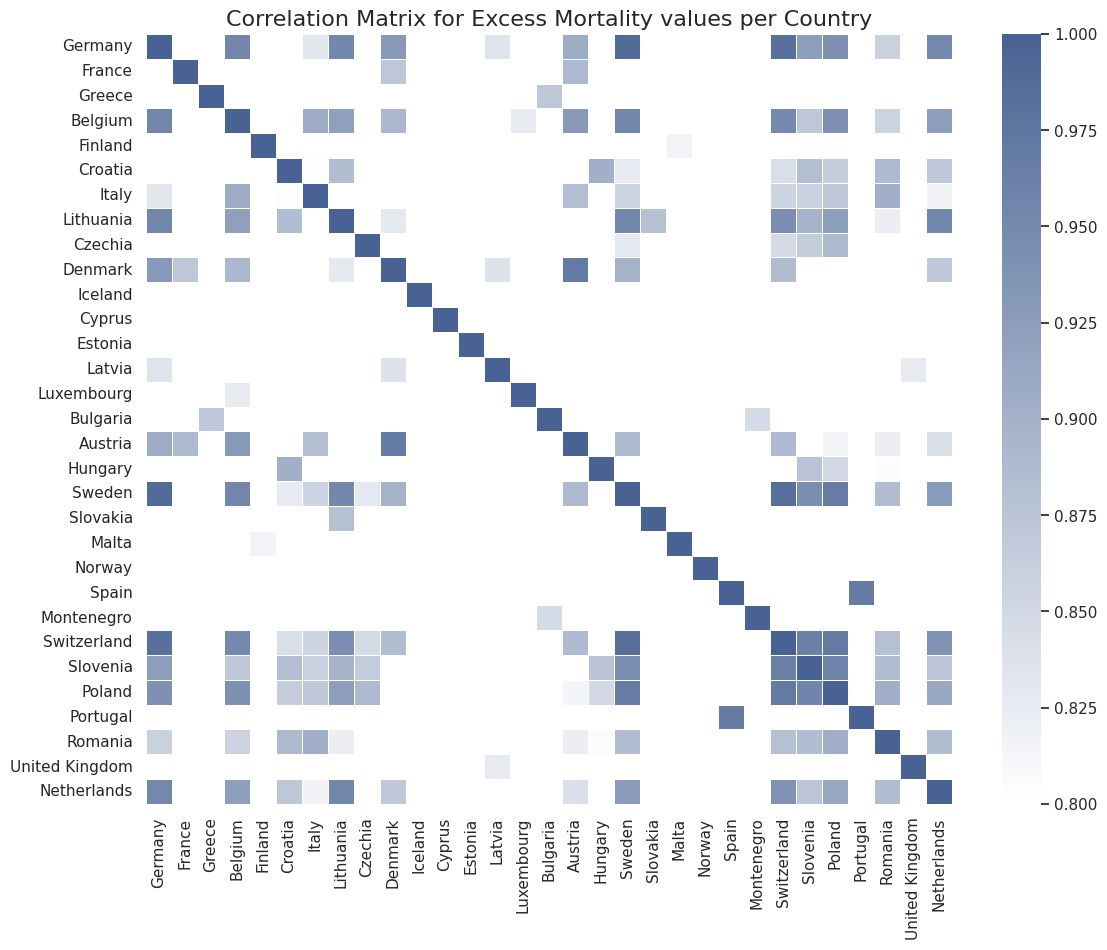 Correlation Matrix for Excess Mortality values per Country
Germany
France
Greece
Belgium
Finland
Croatia
Italy
Lithuania
Czechia
Denmark
Iceland
Cyprus
Estonia
Latvia
Luxembourg
Bulgaria
Austria
Hungary
Sweden
Slovakia
Malta
Norway
Spain
Montenegro
Switzerland
Slovenia
Poland
Portugal
Romania
United Kingdom
Netherlands
Germany
France
Greece
Belgium
Finland
Croatia
Italy
Lithuania
Czechia
Denmark
Iceland
Cyprus
Estonia
Latvia
Luxembourg
Bulgaria
Austria
Hungary
Sweden
Slovakia
Malta
Norway
Spain
Montenegro
Switzerland
Slovenia
Poland
Portugal
Romania
United Kingdom
Netherlands
1.000
0.975
0.950
0.925
0.900
0.875
0.850
0.825
0.800